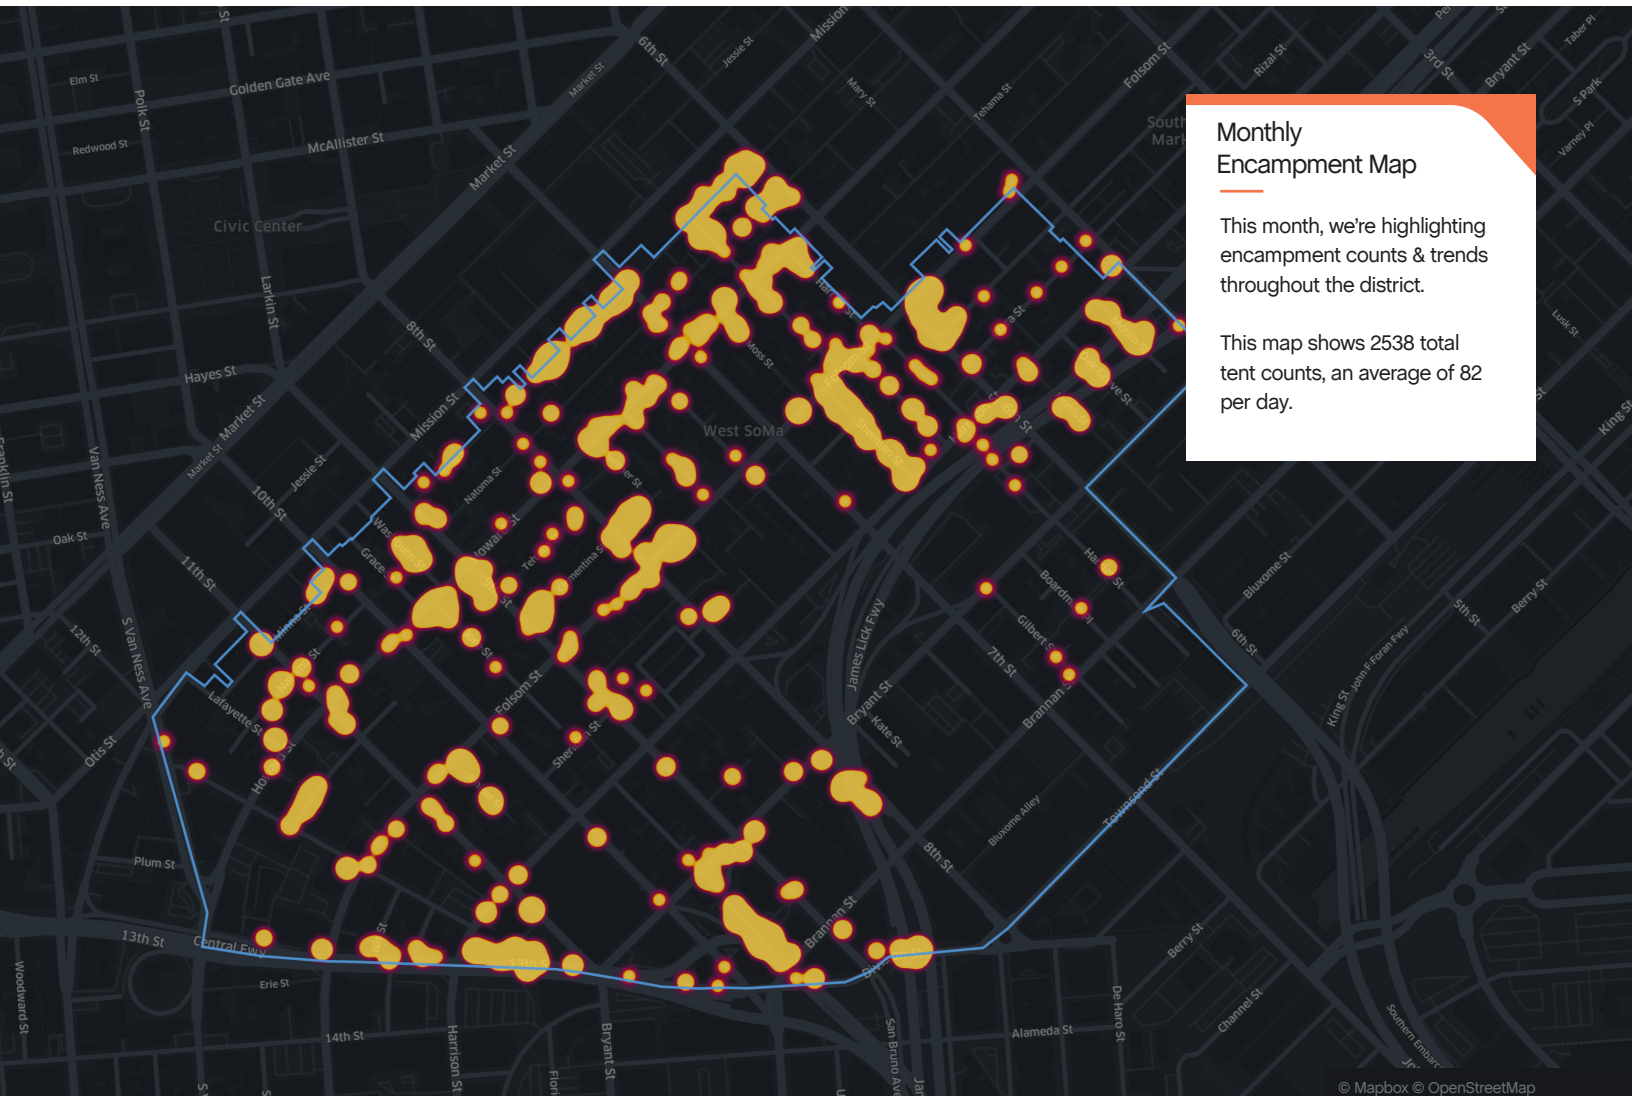 Monthly
Encampment Map
This month, we're highlighting
encampment counts & trends
throughout the district.
This map shows 2538 total
tent counts, an average of 82
per day.
6th St
Jessie St
Mission
Market St
Mary St
Tehama St
Folsom St
Rizal St
3rd St
Bryant St
Taber Pl
S Park
Varney Pl
Elm St
Golden Gate Ave
Polk St
Redwood St
McAllister St
Market St
South
Mark
Civic Center
Larkin St
8th St
Moss St
Lusk St
Hayes St
Market St
Mission St
West SoMa
King St
Market St
Jessie St
Natoma St
Van Ness Ave
Franklin St
10th St
Oak St
Grace S
11th St
Minna St
12th St
S Van Ness Ave
Lafayette St
Otis St
Folsom St
James Lick Fwy
Bryant St
Kate St
7th St
Gilbert S
Boardm
Brannan S
Bluxome St
Berry St
5th St
6th St
John F Foran Fwy
King St
Townsend St
Bluxome Alley
8th St
Brannan St
Plum St
13th St
Central Fwy
13th St
Berry St
Woodward St
Erie St
14th St
Harrison St
Bryant St
San Bruno Ave
Alameda St
De Haro St
Channel St
© Mapbox © OpenStreetMap